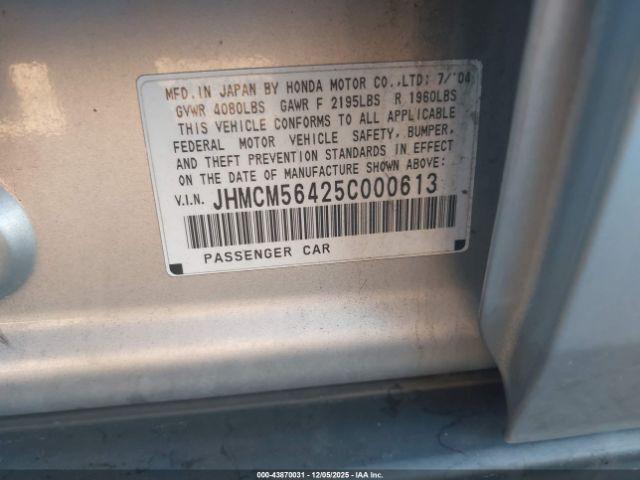 MFD.IN JAPAN BY HONDA MOTOR CO.,LTD: 7/'04
GVWR 4080LBS GAWR F 2195LBS R 1960LBS
THIS VEHICLE CONFORMS TO ALL APPLICABLE
FEDERAL MOTOR VEHICLE SAFETY, BUMPER,
AND THEFT PREVENTION STANDARDS IN EFFECT
ON THE DATE OF MANUFACTURE SHOWN ABOVE:
V.I.N. JHMCM56425C000613
PASSENGER CAR
000-43870031 - 12/05/2025 - IAA Inc.